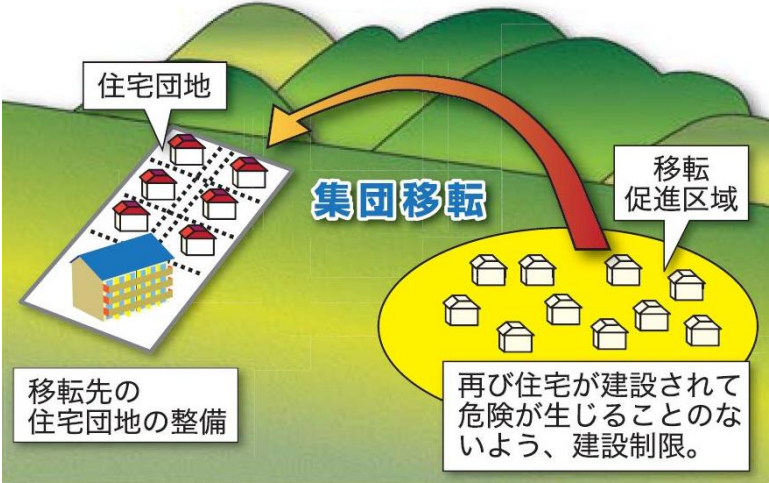 住宅団地
集団移転
移転
促進区域
移転先の
住宅団地の整備
再び住宅が建設されて
危険が生じることのな
いよう、建設制限。